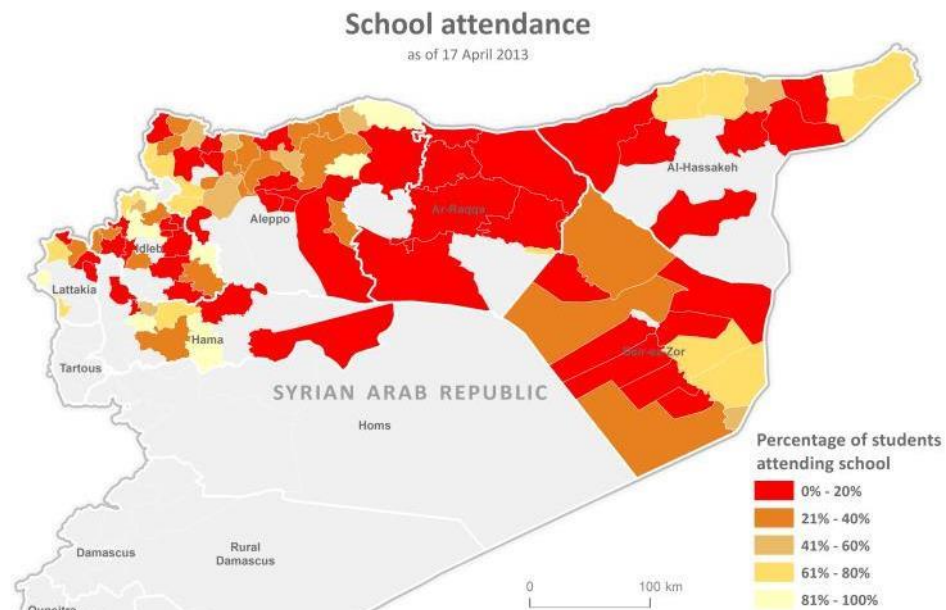 School attendance
as of 17 April 2013
Al-Hassakeh
Aleppo
Ar-Raqqa
Idleb
Lattakia
Hama
Deir-ez-Zor
Tartous
SYRIAN ARAB REPUBLIC
Homs
Percentage of students
attending school
0% - 20%
21% - 40%
41% - 60%
61% - 80%
81% - 100%
Damascus
Rural
Damascus
0
100 km